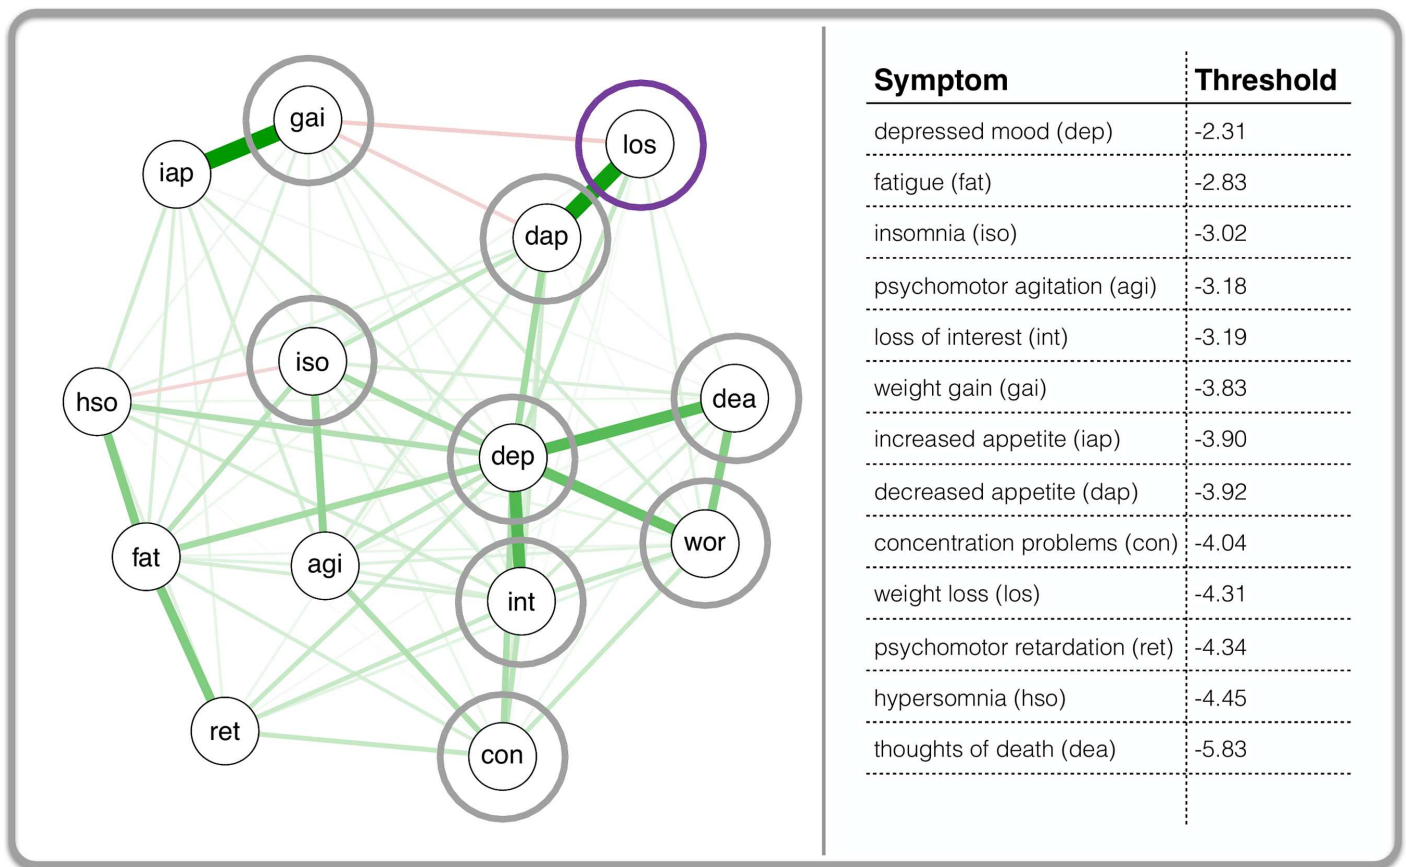 gai
los
iap
dap
iso
dea
hso
dep
wor
fat
agi
int
ret
con
Symptom Threshold
depressed mood (dep) -2.31
fatigue (fat) -2.83
insomnia (iso) -3.02
psychomotor agitation (agi) -3.18
loss of interest (int) -3.19
weight gain (gai) -3.83
increased appetite (iap) -3.90
decreased appetite (dap) -3.92
concentration problems (con) -4.04
weight loss (los) -4.31
psychomotor retardation (ret) -4.34
hypersomnia (hso) -4.45
thoughts of death (dea) -5.83